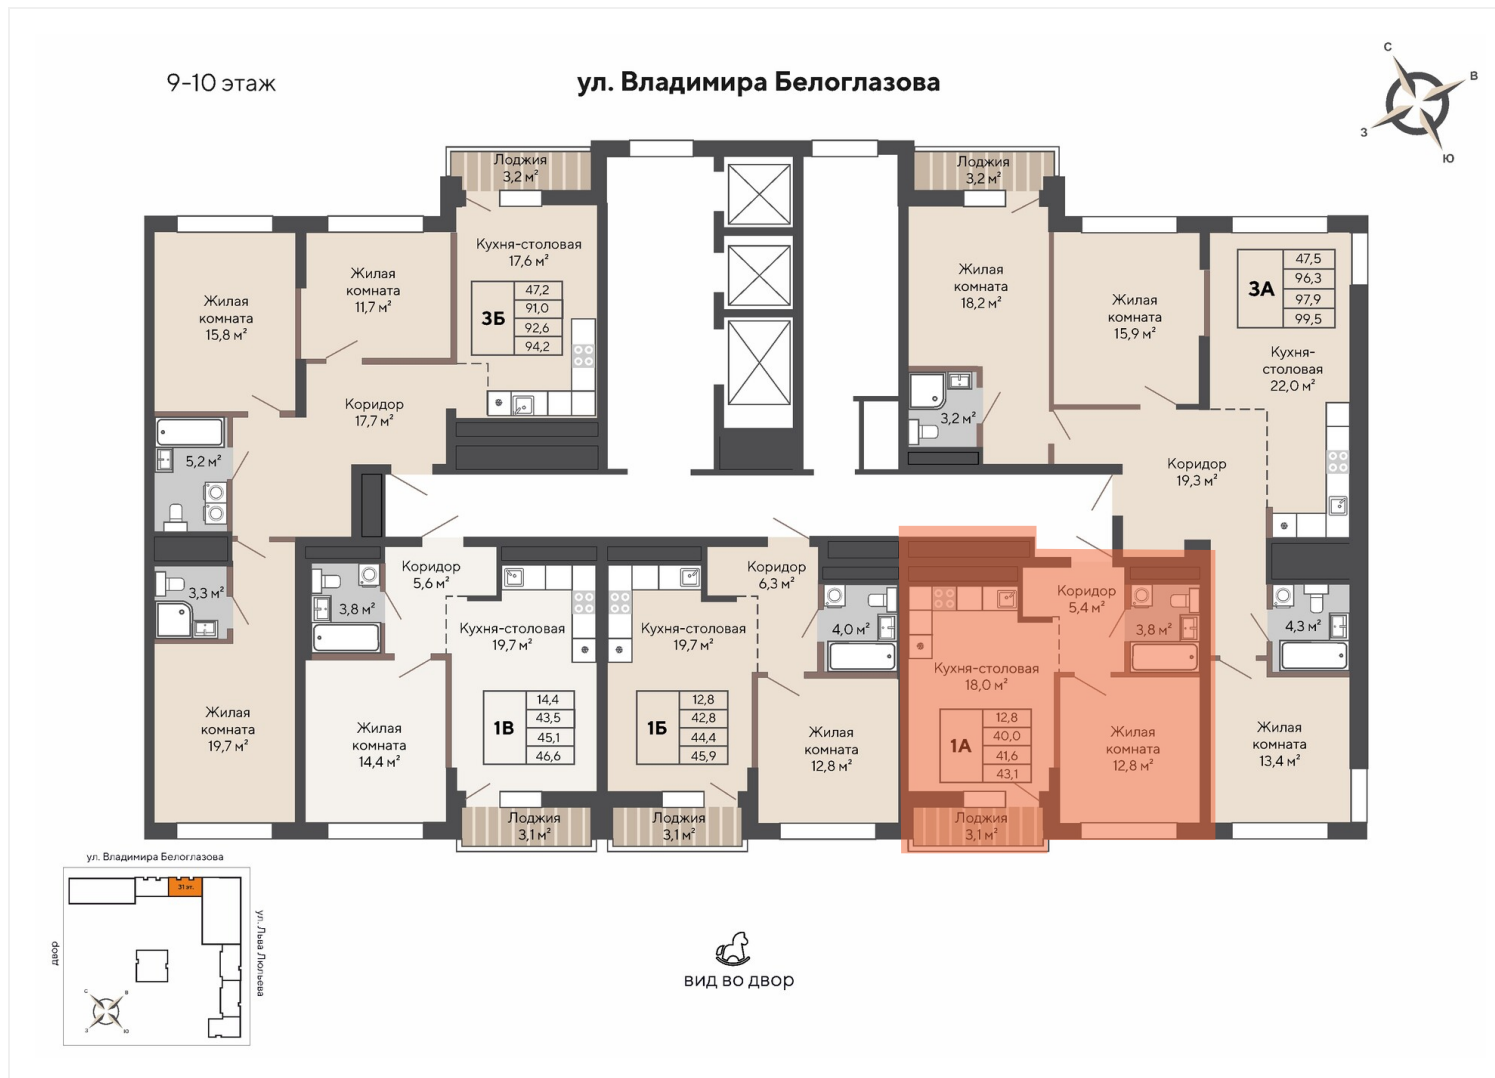 9-10 этаж
ул. Владимира Белоглазова
С
В
З
Ю
Лоджия
3,2 м²
Кухня-столовая
17,6 м²
3Б
47,2
91,0
92,6
94,2
Жилая
комната
11,7 м²
Жилая
комната
15,8 м²
Коридор
17,7 м²
5,2 м²
3,3 м²
Жилая
комната
19,7 м²
Лоджия
3,2 м²
Жилая
комната
18,2 м²
Жилая
комната
15,9 м²
3А
47,5
96,3
97,9
99,5
Кухня-
столовая
22,0 м²
3,2 м²
Коридор
19,3 м²
4,3 м²
Жилая
комната
13,4 м²
Коридор
5,6 м²
3,8 м²
Кухня-столовая
19,7 м²
1В
14,4
43,5
45,1
46,6
Жилая
комната
14,4 м²
Лоджия
3,1 м²
Коридор
6,3 м²
4,0 м²
Кухня-столовая
19,7 м²
1Б
12,8
42,8
44,4
45,9
Жилая
комната
12,8 м²
Лоджия
3,1 м²
Коридор
5,4 м²
3,8 м²
Кухня-столовая
18,0 м²
1А
12,8
40,0
41,6
43,1
Жилая
комната
12,8 м²
Лоджия
3,1 м²
ул. Владимира Белоглазова
31 эт.
двор
ул. Льва Люльева
С
В
З
Ю
вид во двор